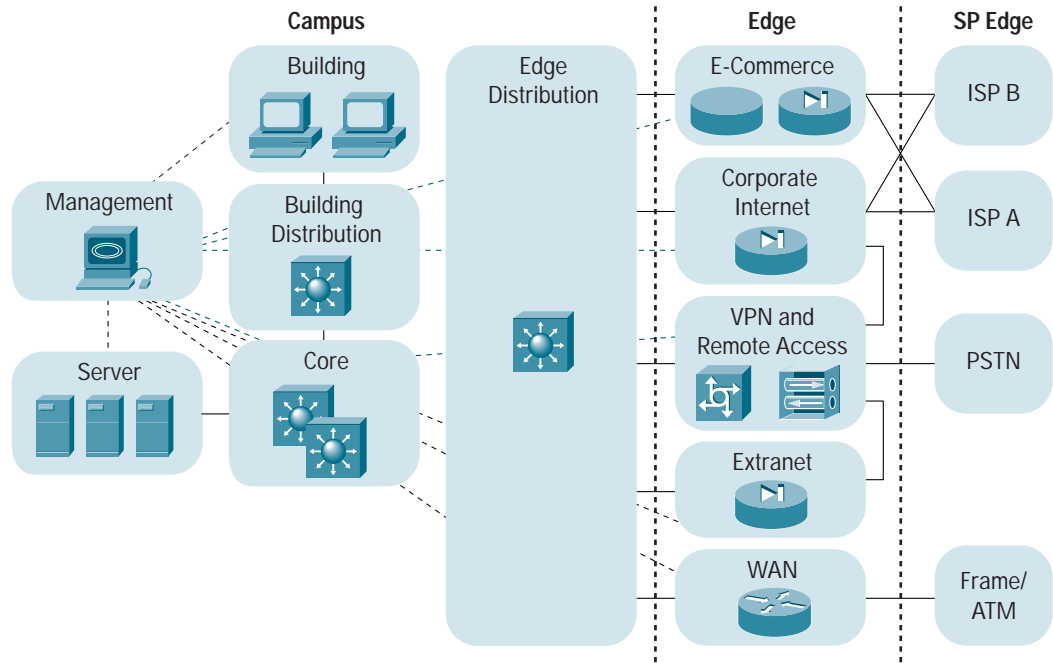 Campus
Edge
SP Edge
Building
Edge
Distribution
E-Commerce
ISP B
Management
Building
Distribution
Corporate
Internet
ISP A
Server
Core
VPN and
Remote Access
PSTN
Extranet
WAN
Frame/
ATM